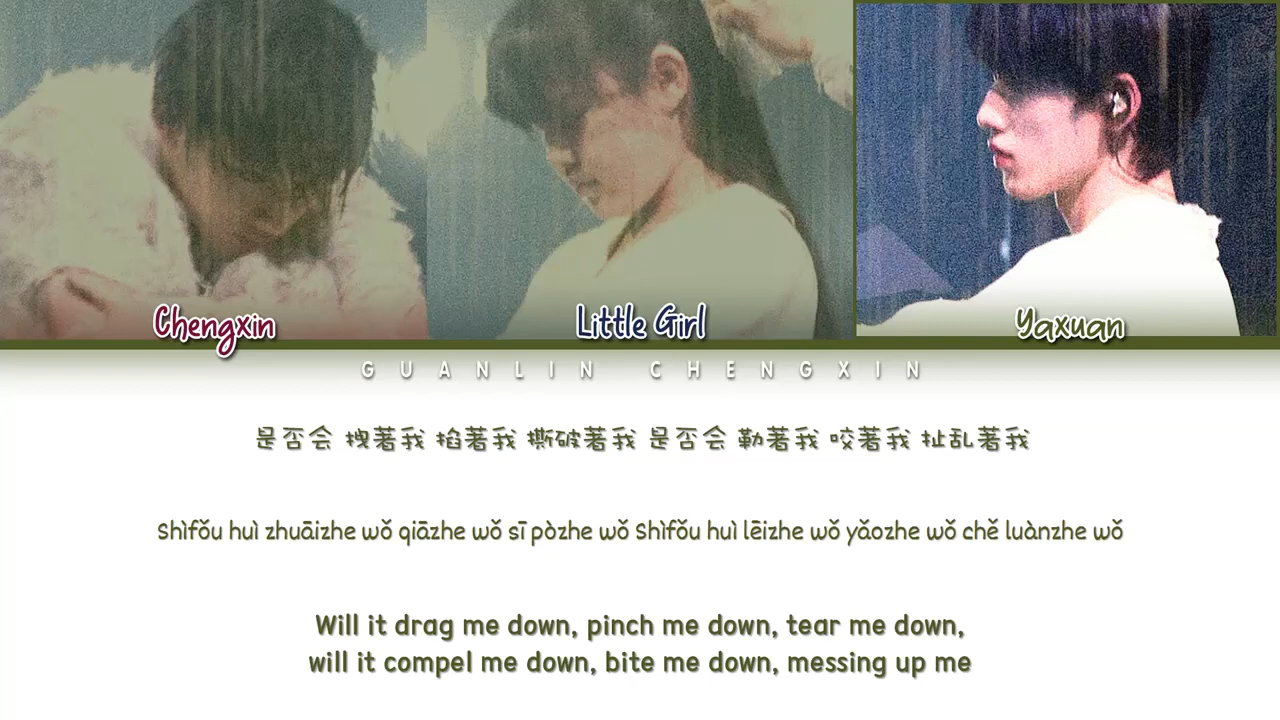 Chengxin
Little Girl
Yaxuan
GUANLIN CHENGXIN
是否会 拽著我 掐著我 撕破著我 是否会 勒著我 咬著我 扯乱著我
Shìfǒu huì zhuāizhe wǒ qiāzhe wǒ sī pòzhe wǒ Shìfǒu huì lēizhe wǒ yǎozhe wǒ chě luànzhe wǒ
Will it drag me down, pinch me down, tear me down,
will it compel me down, bite me down, messing up me